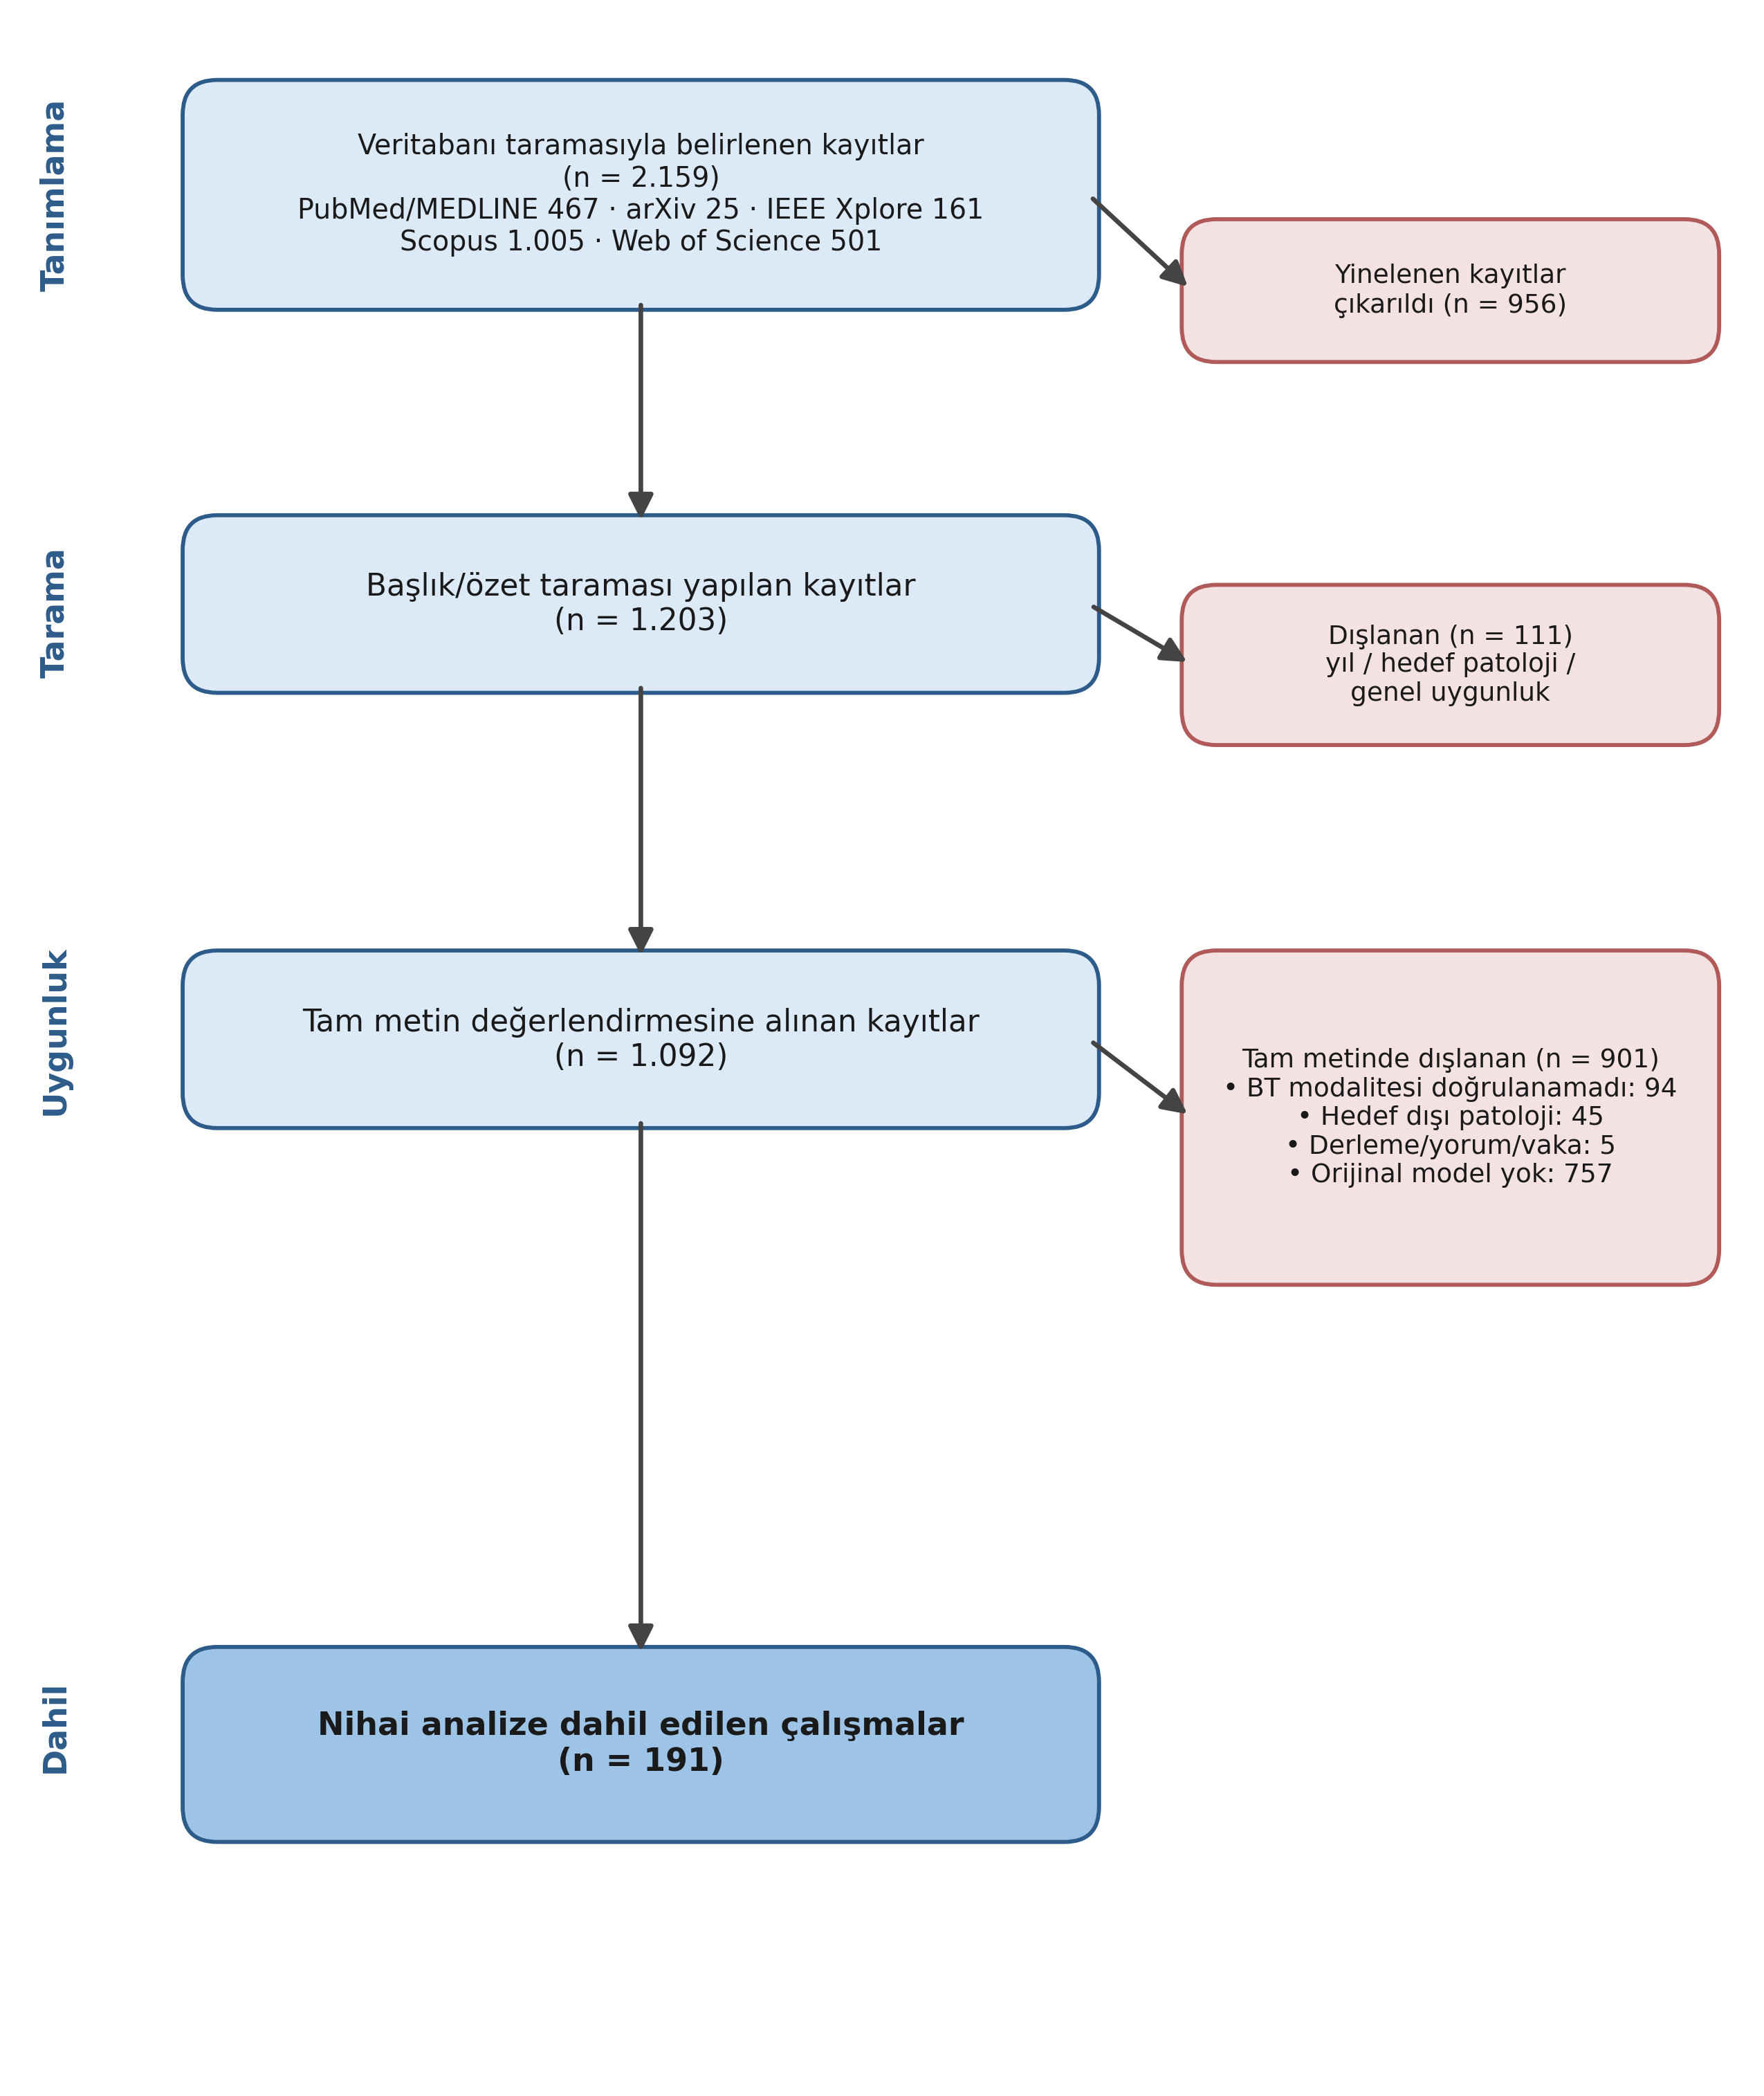 Tanımlama
Veritabanı taramasıyla belirlenen kayıtlar
(n = 2.159)
PubMed/MEDLINE 467 · arXiv 25 · IEEE Xplore 161
Scopus 1.005 · Web of Science 501
Yinelenen kayıtlar
çıkarıldı (n = 956)
Tarama
Başlık/özet taraması yapılan kayıtlar
(n = 1.203)
Dışlanan (n = 111)
yıl / hedef patoloji /
genel uygunluk
Uygunluk
Tam metin değerlendirmesine alınan kayıtlar
(n = 1.092)
Tam metinde dışlanan (n = 901)
• BT modalitesi doğrulanamadı: 94
• Hedef dışı patoloji: 45
• Derleme/yorum/vaka: 5
• Orijinal model yok: 757
Dahil
Nihai analize dahil edilen çalışmalar
(n = 191)